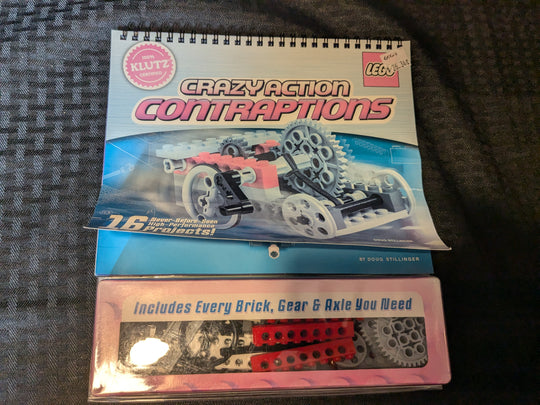 100%
KLUTZ
CERTIFIED
LEGO
CRAZY ACTION
CONTRAPTIONS
16 Never-Before-Seen
High-Performance
Projects!
BY DOUG STILLINGER
Includes Every Brick, Gear & Axle You Need